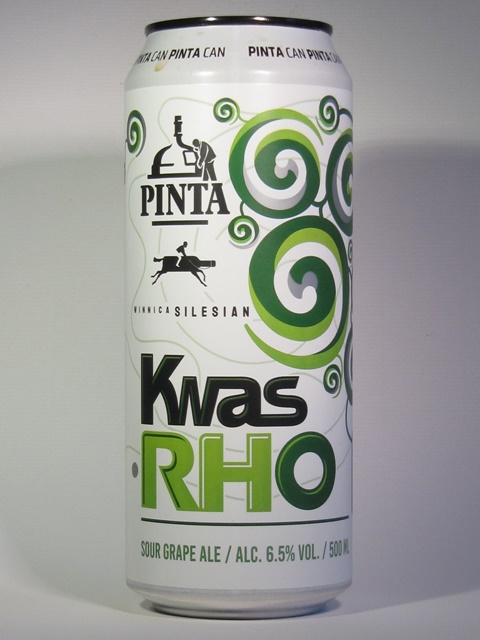 PINTA CAN PINTA CAN PINTA CAN PINTA CAN
PINTA
WINNICA SILESIAN
Kwas
RHO
SOUR GRAPE ALE / ALC. 6.5% VOL. / 500 ML